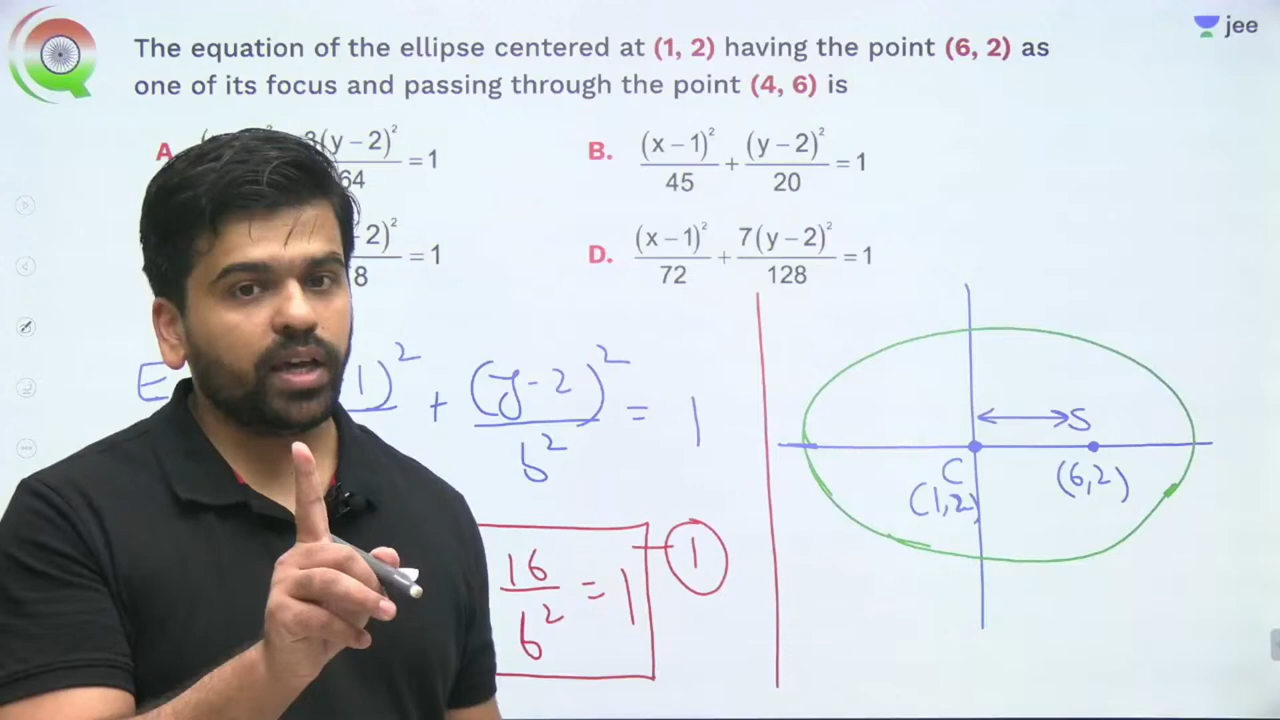 jee
The equation of the ellipse centered at (1, 2) having the point (6, 2) as
one of its focus and passing through the point (4, 6) is
A. (y − 2)² / 64 = 1
B. (x − 1)² / 45 + (y − 2)² / 20 = 1
2)² / 8 = 1
D. (x − 1)² / 72 + 7(y − 2)² / 128 = 1
E 1)² + (y-2)² / b² = 1
S
C
(1,2)
(6,2)
16 / b² = 1
1